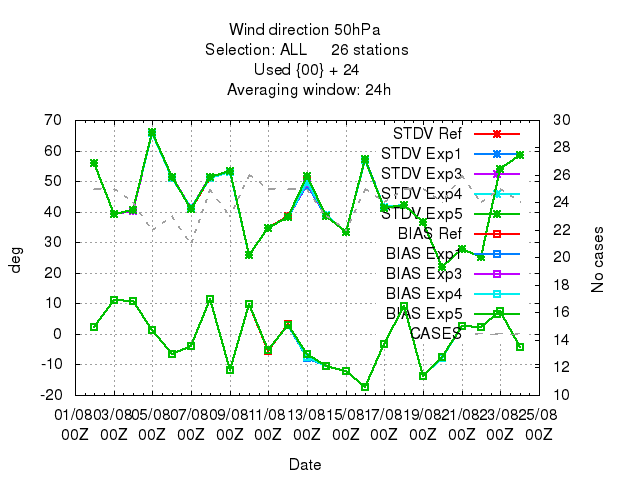 Wind direction 50hPa
Selection: ALL 26 stations
Used {00} + 24
Averaging window: 24h
70 30
60 28
50 26
40 24
30 22
20 20
10 18
0 16
-10 14
-20 12
10
deg
No cases
STDV Ref
STDV Exp1
STDV Exp3
STDV Exp4
STDV Exp5
BIAS Ref
BIAS Exp1
BIAS Exp3
BIAS Exp4
BIAS Exp5
CASES
01/08 03/08 05/08 07/08 09/08 11/08 13/08 15/08 17/08 19/08 21/08 23/08 25/08
00Z 00Z 00Z 00Z 00Z 00Z 00Z 00Z 00Z 00Z 00Z 00Z 00Z
Date